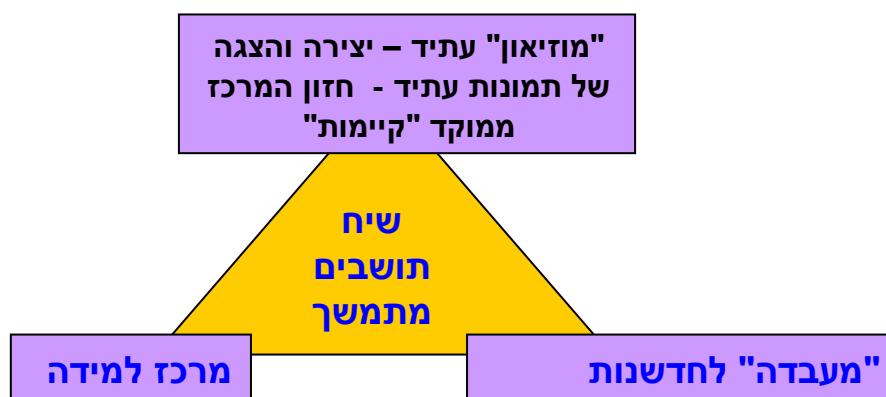 "מוזיאון" עתיד – יצירה והצגה
של תמונות עתיד - חזון המרכז
ממוקד "קיימות"
שיח
תושבים
מתמשך
"מעבדה" לחדשנות
מרכז למידה